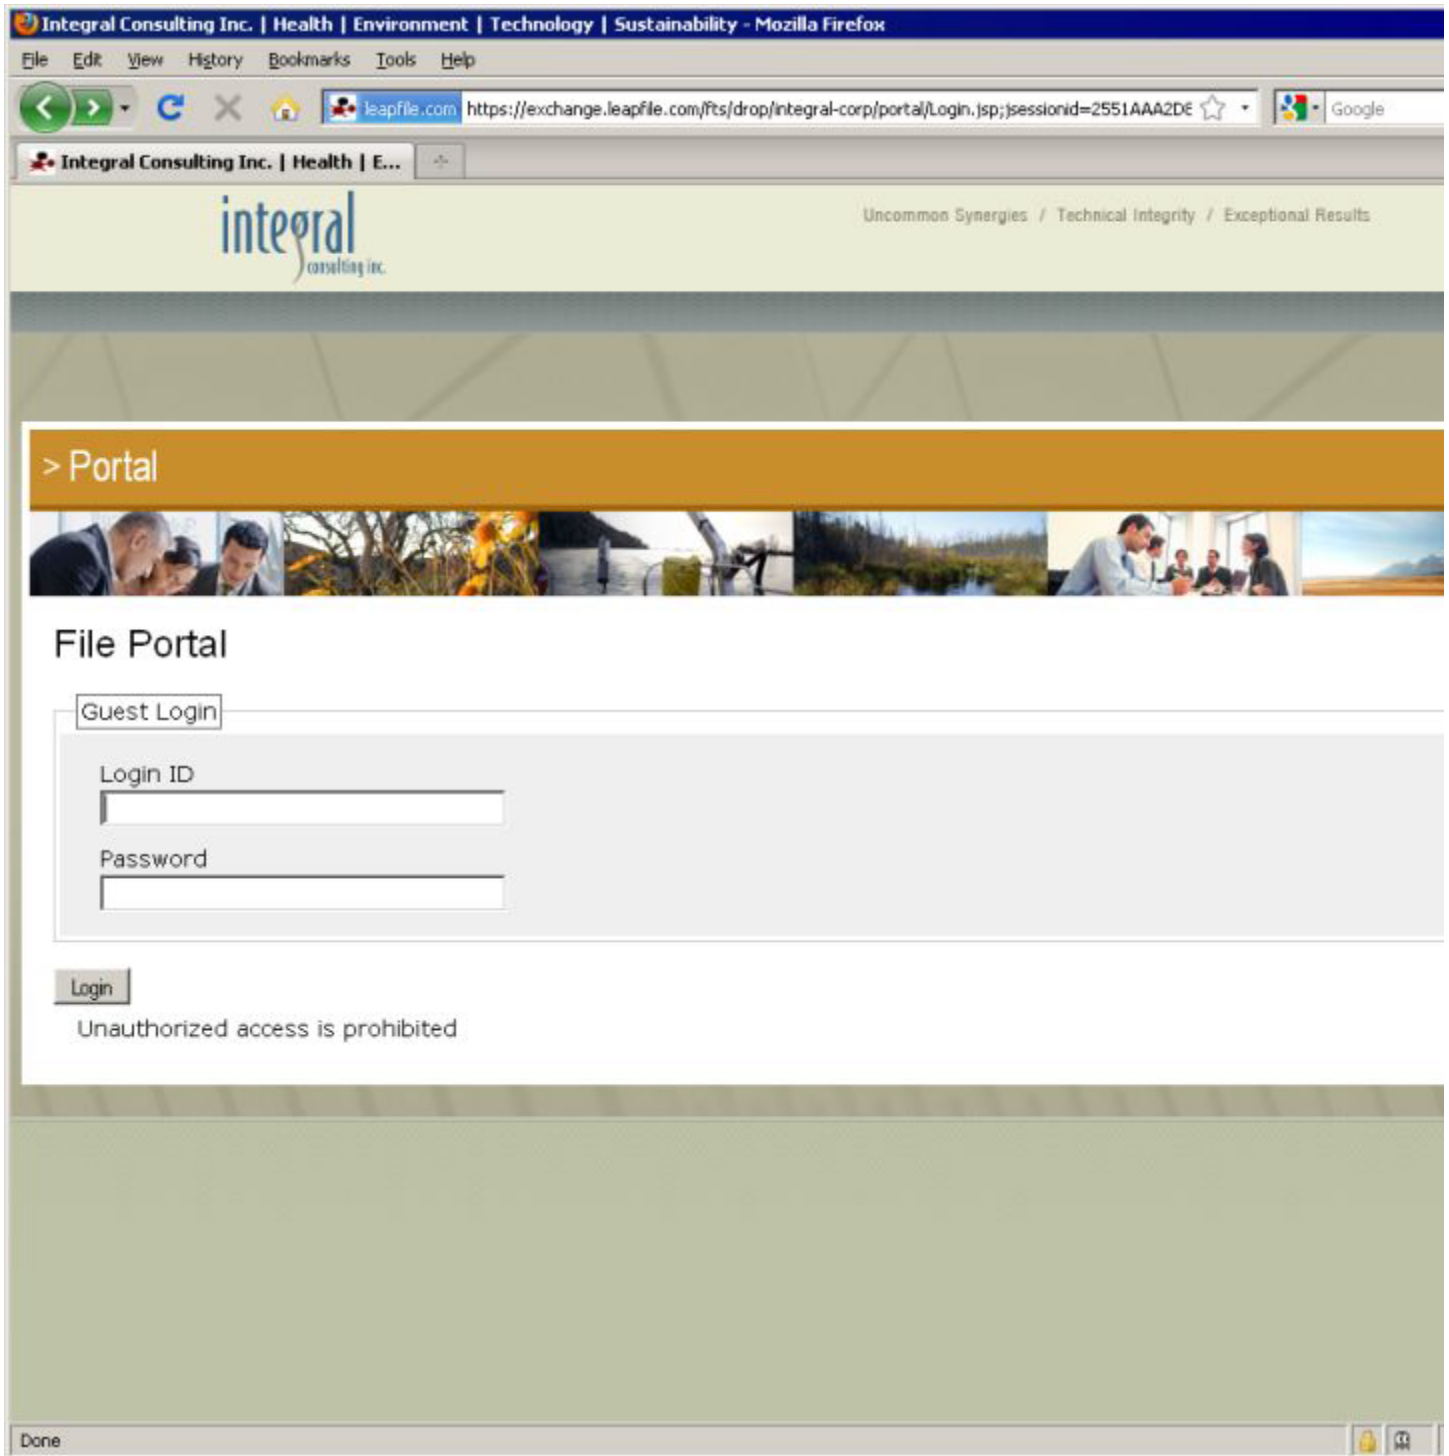 Integral Consulting Inc. | Health | Environment | Technology | Sustainability - Mozilla Firefox
File Edit View History Bookmarks Tools Help
leapfile.com https://exchange.leapfile.com/fts/drop/integral-corp/portal/Login.jsp;jsessionid=2551AAA2D8 Google
Integral Consulting Inc. | Health | E...
integral
consulting inc.
Uncommon Synergies / Technical Integrity / Exceptional Results
> Portal
File Portal
Guest Login
Login ID
Password
Login
Unauthorized access is prohibited
Done